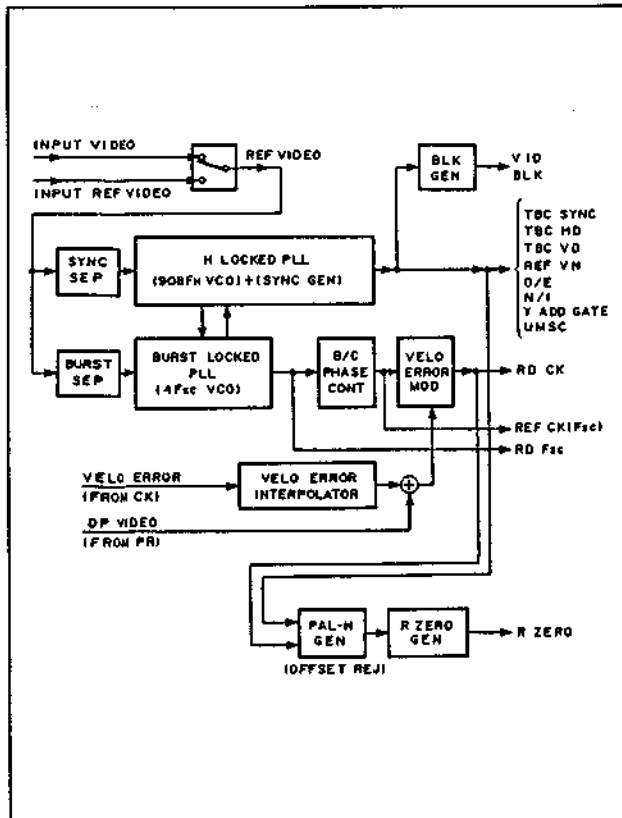 INPUT VIDEO
REF VIDEO
INPUT REF VIDEO
BLK
GEN
VID
BLK
SYNC
SEP
H LOCKED PLL
(908FH VCO)+(SYNC GEN)
TBC SYNC
TBC HD
TBC VD
REF VH
O/E
N/I
Y ADD GATE
UMSC
BURST
SEP
BURST LOCKED
PLL
(4Fsc VCO)
B/C
PHASE
CONT
VELO
ERROR
MOD
RD CK
REF CK(Fsc)
RD Fsc
VELO ERROR
(FROM CK)
VELO ERROR
INTERPOLATOR
DP VIDEO
(FROM PR)
PAL-H
GEN
(OFFSET REJ)
R ZERO
GEN
R ZERO